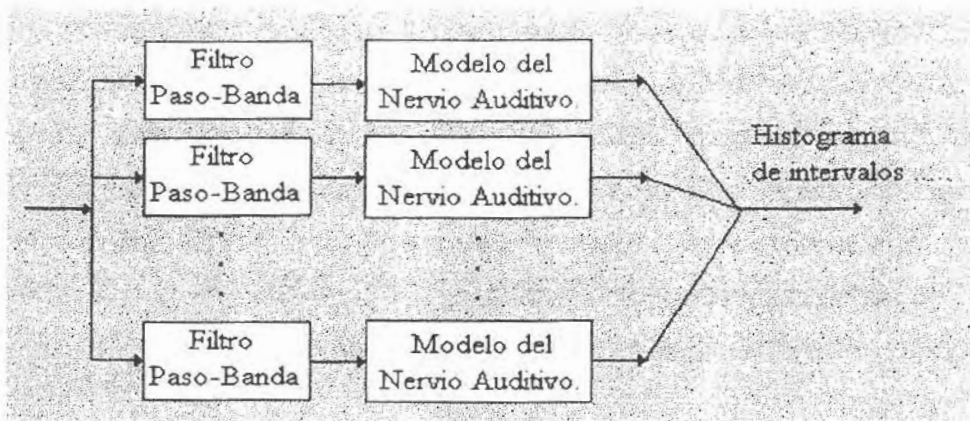 Filtro
Paso-Banda
Modelo del
Nervio Auditivo.
Filtro
Paso-Banda
Modelo del
Nervio Auditivo.
Histograma
de intervalos
Filtro
Paso-Banda
Modelo del
Nervio Auditivo.